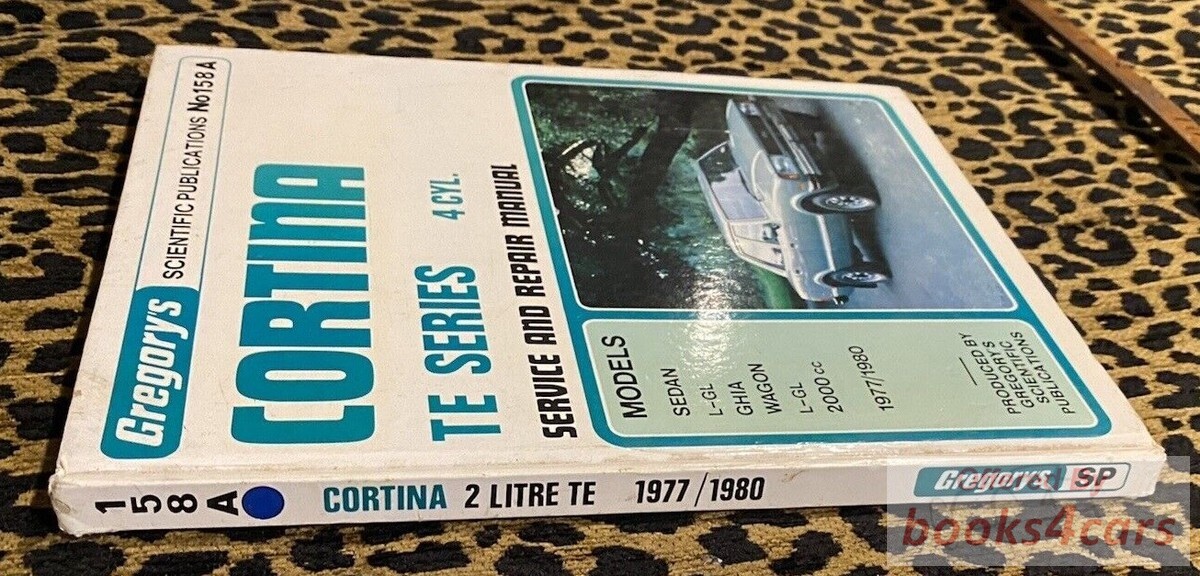 Gregory's SCIENTIFIC PUBLICATIONS No158A
CORTINA
TE SERIES 4 CYL.
SERVICE AND REPAIR MANUAL
MODELS
SEDAN
L-GL
GHIA
WAGON
L-GL
2000cc
1977/1980
PRODUCED BY
GREGORY'S
SCIENTIFIC
PUBLICATIONS
158A CORTINA 2 LITRE TE 1977/1980 Gregory's SP
books4cars